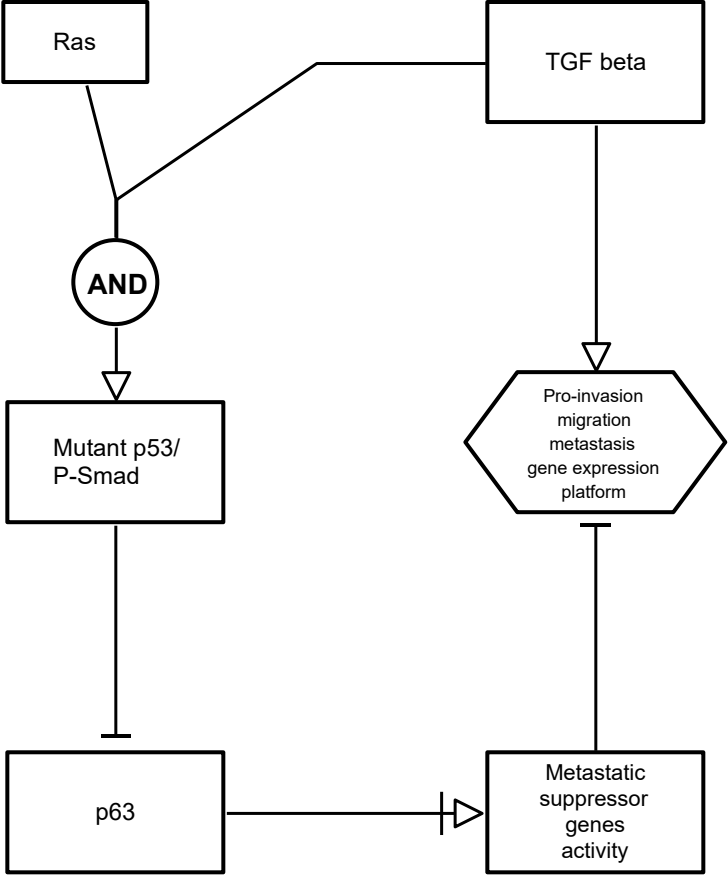 Ras
TGF beta
AND
Pro-invasion
migration
metastasis
gene expression
platform
Mutant p53/
P-Smad
p63
Metastatic
suppressor
genes
activity